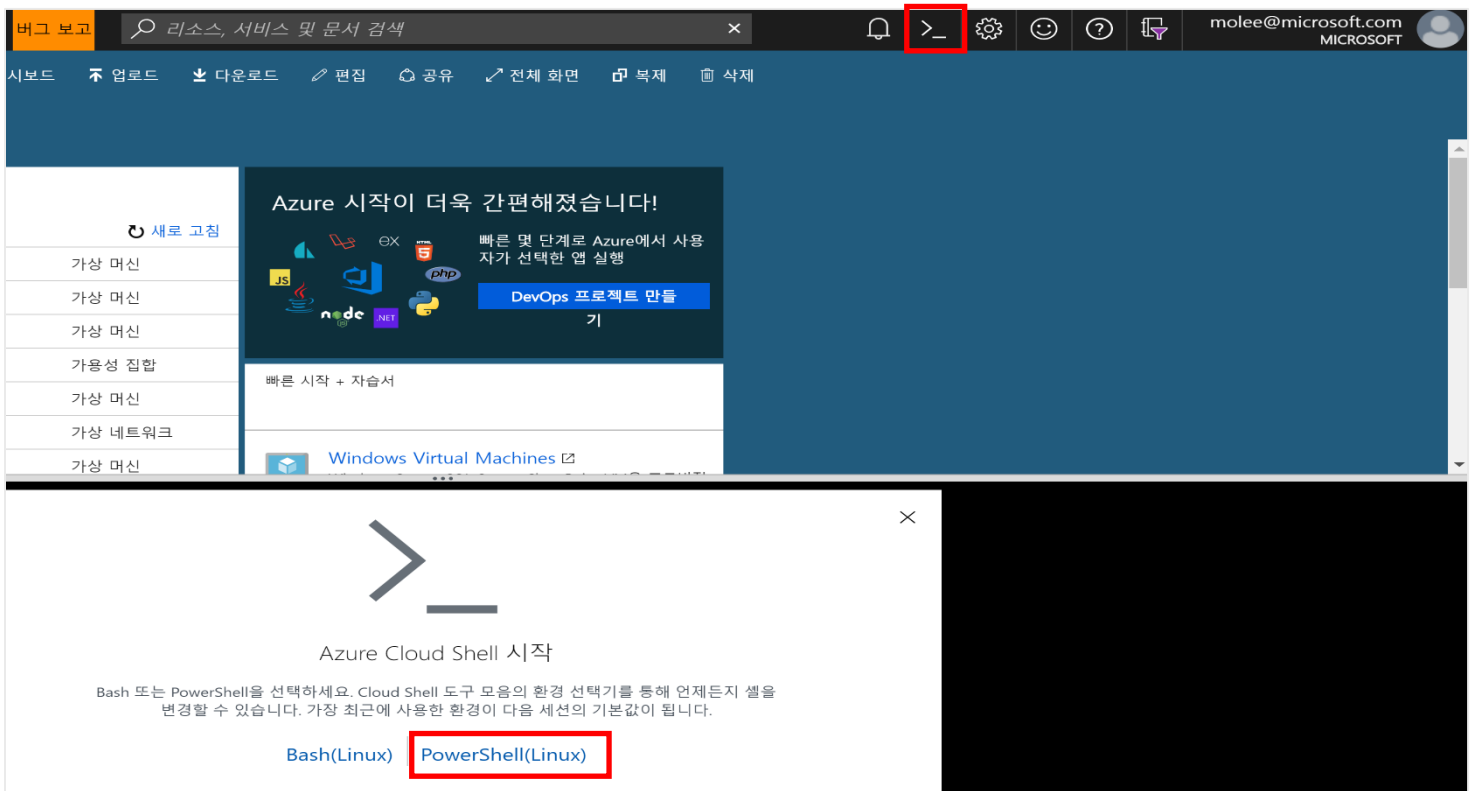 버그 보고
리소스, 서비스 및 문서 검색
molee@microsoft.com
MICROSOFT
시보드 업로드 다운로드 편집 공유 전체 화면 복제 삭제
새로 고침
가상 머신
가상 머신
가상 머신
가용성 집합
가상 머신
가상 네트워크
가상 머신
Azure 시작이 더욱 간편해졌습니다!
빠른 몇 단계로 Azure에서 사용
자가 선택한 앱 실행
DevOps 프로젝트 만들
기
ex
HTML
5
JS
php
node
.NET
빠른 시작 + 자습서
Windows Virtual Machines
>_
Azure Cloud Shell 시작
Bash 또는 PowerShell을 선택하세요. Cloud Shell 도구 모음의 환경 선택기를 통해 언제든지 셸을
변경할 수 있습니다. 가장 최근에 사용한 환경이 다음 세션의 기본값이 됩니다.
Bash(Linux) PowerShell(Linux)